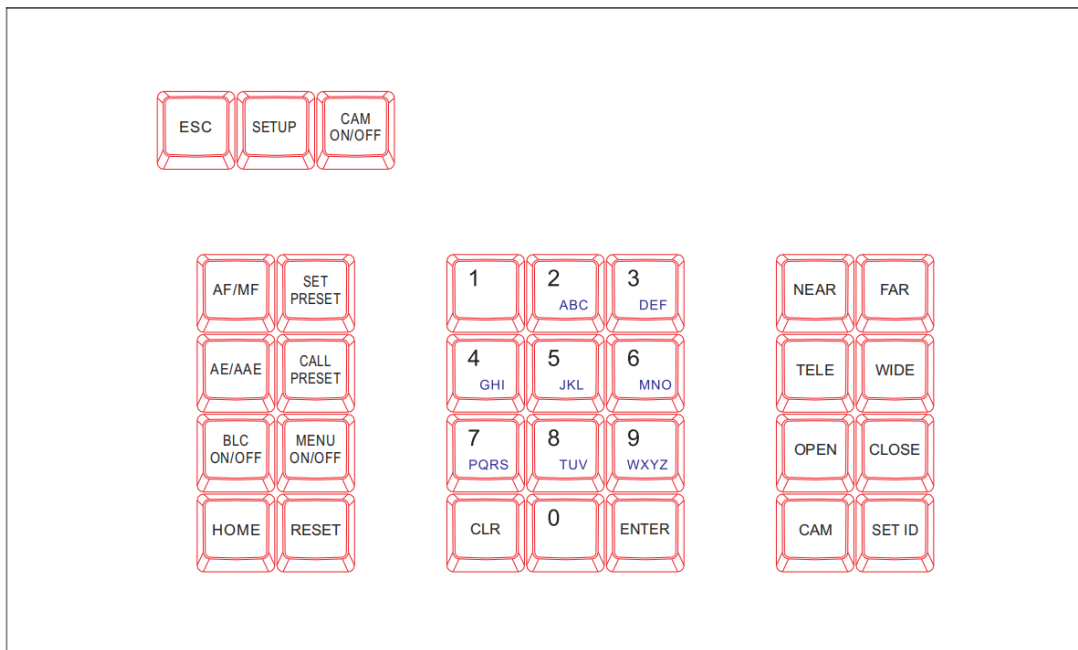 ESC
SETUP
CAM
ON/OFF
AF/MF
SET
PRESET
AE/AAE
CALL
PRESET
BLC
ON/OFF
MENU
ON/OFF
HOME
RESET
1
2
ABC
3
DEF
4
GHI
5
JKL
6
MNO
7
PQRS
8
TUV
9
WXYZ
CLR
0
ENTER
NEAR
FAR
TELE
WIDE
OPEN
CLOSE
CAM
SET ID